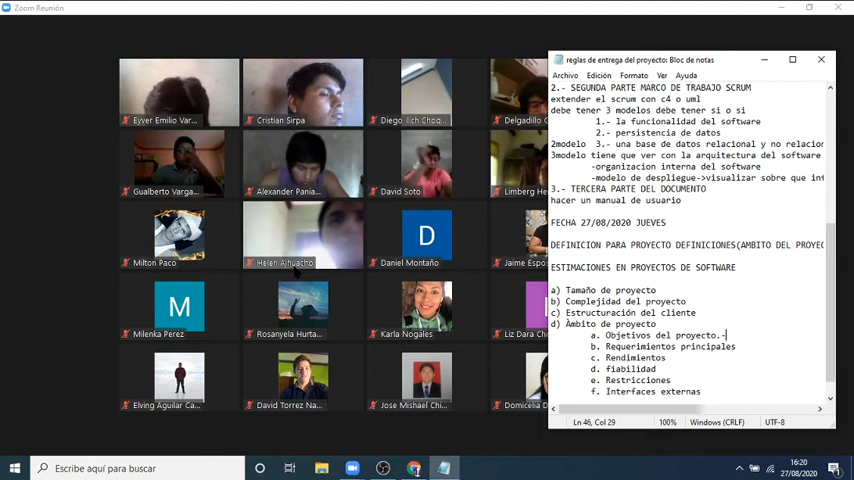 Zoom Reunión
reglas de entrega del proyecto: Bloc de notas
Archivo Edición Formato Ver Ayuda
2.- SEGUNDA PARTE MARCO DE TRABAJO SCRUM
extender el scrum con c4 o uml
debe tener 3 modelos debe tener si o si
1.- la funcionalidad del software
2.- persistencia de datos
2modelo 3.- una base de datos relacional y no relacion
3modelo tiene que ver con la arquitectura del software
-organizacion interna del software
-modelo de despliegue->visualizar sobre que inf
3.- TERCERA PARTE DEL DOCUMENTO
hacer un manual de usuario
FECHA 27/08/2020 JUEVES
DEFINICION PARA PROYECTO DEFINICIONES(AMBITO DEL PROYEC
ESTIMACIONES EN PROYECTOS DE SOFTWARE
a) Tamaño de proyecto
b) Complejidad del proyecto
c) Estructuración del cliente
d) Àmbito de proyecto
a. Objetivos del proyecto.-
b. Requerimientos principales
c. Rendimientos
d. fiabilidad
e. Restricciones
f. Interfaces externas
Ln 46, Col 29 100% Windows (CRLF) UTF-8
Eyver Emilio Var... Cristian Sirpa Diego Ilich Choq... Delgadillo
Gualberto Varga... Alexander Pania... David Soto Limberg He
Milton Paco Helen Ajhuacho D Daniel Montaño Jaime Espo
M Milenka Perez Rosanyela Hurta... Karla Nogales Liz Dara Cho
Elving Aguilar Ca... David Torrez Na... Jose Mishael Chi... Domicelia D
Escribe aquí para buscar
16:20
27/08/2020